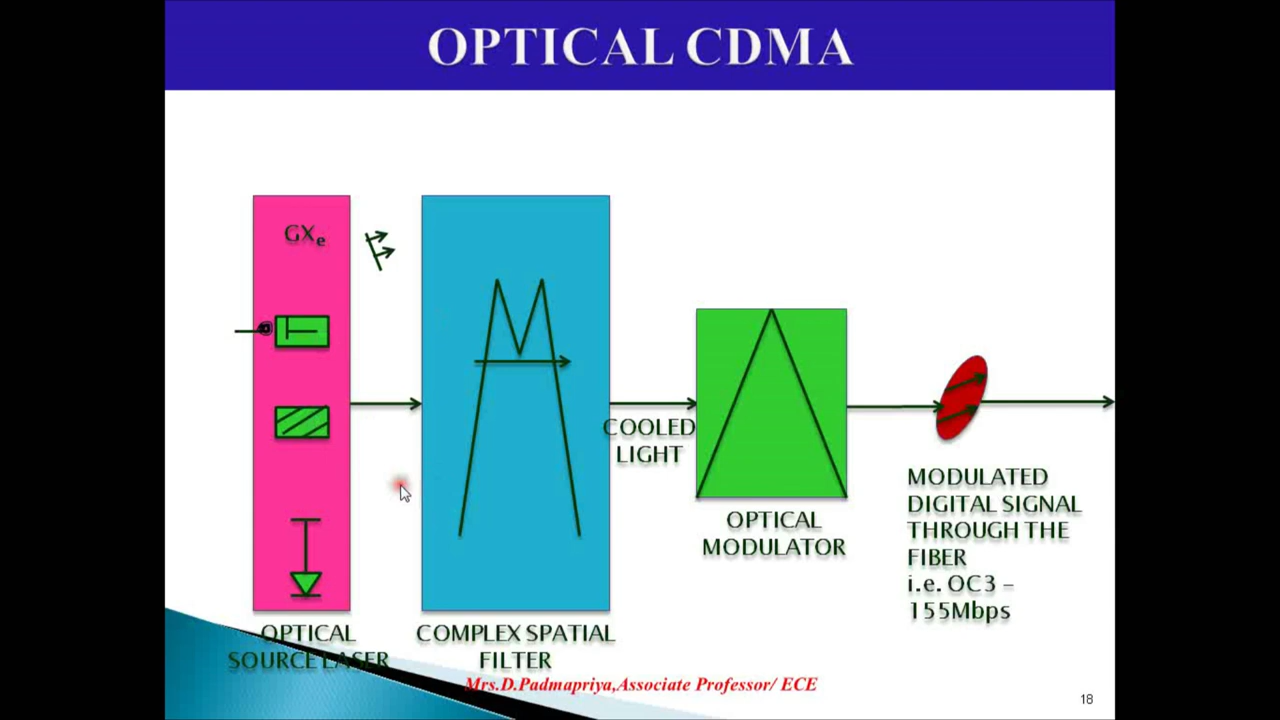 OPTICAL CDMA
GXe
COOLED
LIGHT
MODULATED
DIGITAL SIGNAL
THROUGH THE
FIBER
i.e. OC3 –
155Mbps
OPTICAL
MODULATOR
OPTICAL
SOURCE LASER
COMPLEX SPATIAL
FILTER
Mrs.D.Padmapriya,Associate Professor/ ECE
18